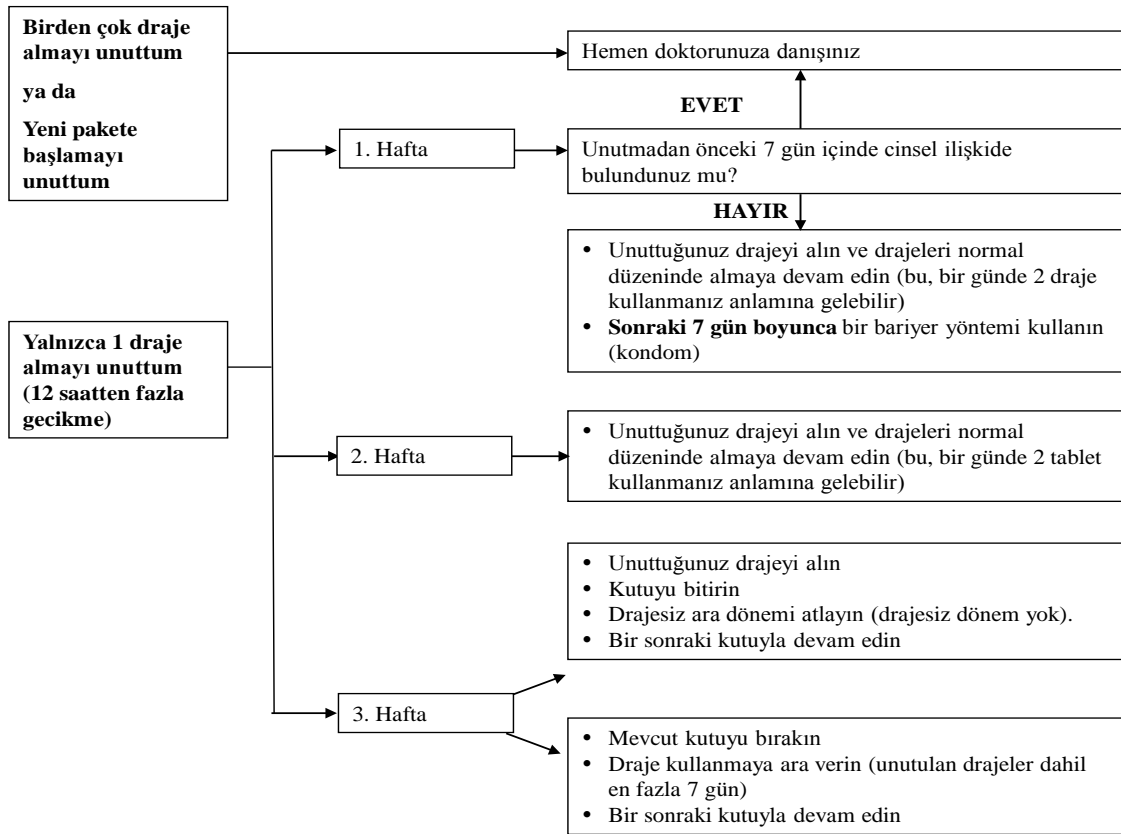 Birden çok draje
almayı unuttum
ya da
Yeni pakete
başlamayı
unuttum
Hemen doktorunuza danışınız
EVET
1. Hafta
Unutmadan önceki 7 gün içinde cinsel ilişkide
bulundunuz mu?
HAYIR
• Unuttuğunuz drajeyi alın ve drajeleri normal
düzeninde almaya devam edin (bu, bir günde 2 draje
kullanmanız anlamına gelebilir)
• Sonraki 7 gün boyunca bir bariyer yöntemi kullanın
(kondom)
Yalnızca 1 draje
almayı unuttum
(12 saatten fazla
gecikme)
2. Hafta
• Unuttuğunuz drajeyi alın ve drajeleri normal
düzeninde almaya devam edin (bu, bir günde 2 tablet
kullanmanız anlamına gelebilir)
• Unuttuğunuz drajeyi alın
• Kutuyu bitirin
• Drajesiz ara dönemi atlayın (drajesiz dönem yok).
• Bir sonraki kutuyla devam edin
3. Hafta
• Mevcut kutuyu bırakın
• Draje kullanmaya ara verin (unutulan drajeler dahil
en fazla 7 gün)
• Bir sonraki kutuyla devam edin